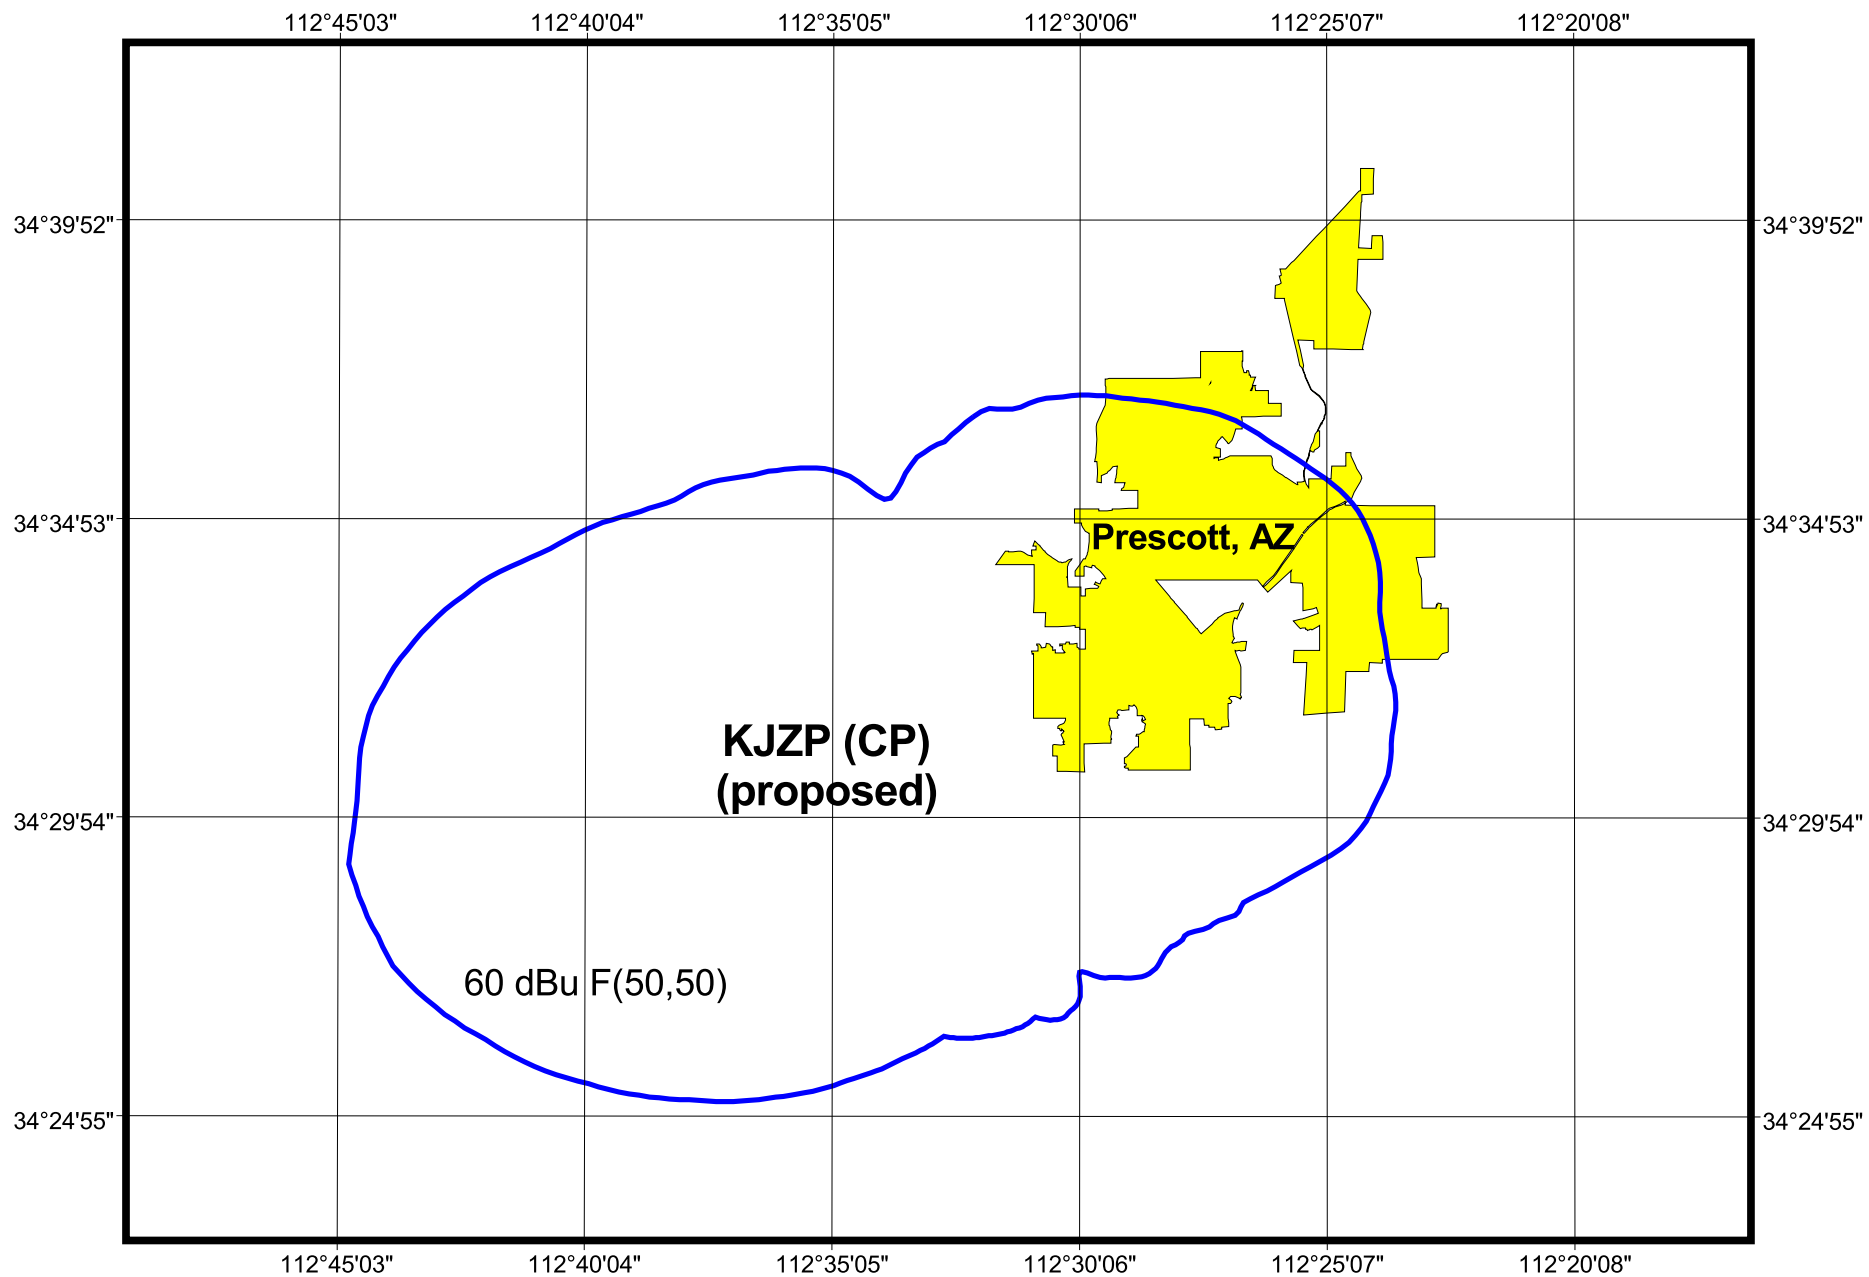 112°45'03" 112°40'04" 112°35'05" 112°30'06" 112°25'07" 112°20'08"
34°39'52" 34°39'52"
34°34'53" 34°34'53"
Prescott, AZ
KJZP (CP)
(proposed)
34°29'54" 34°29'54"
60 dBu F(50,50)
34°24'55" 34°24'55"
112°45'03" 112°40'04" 112°35'05" 112°30'06" 112°25'07" 112°20'08"